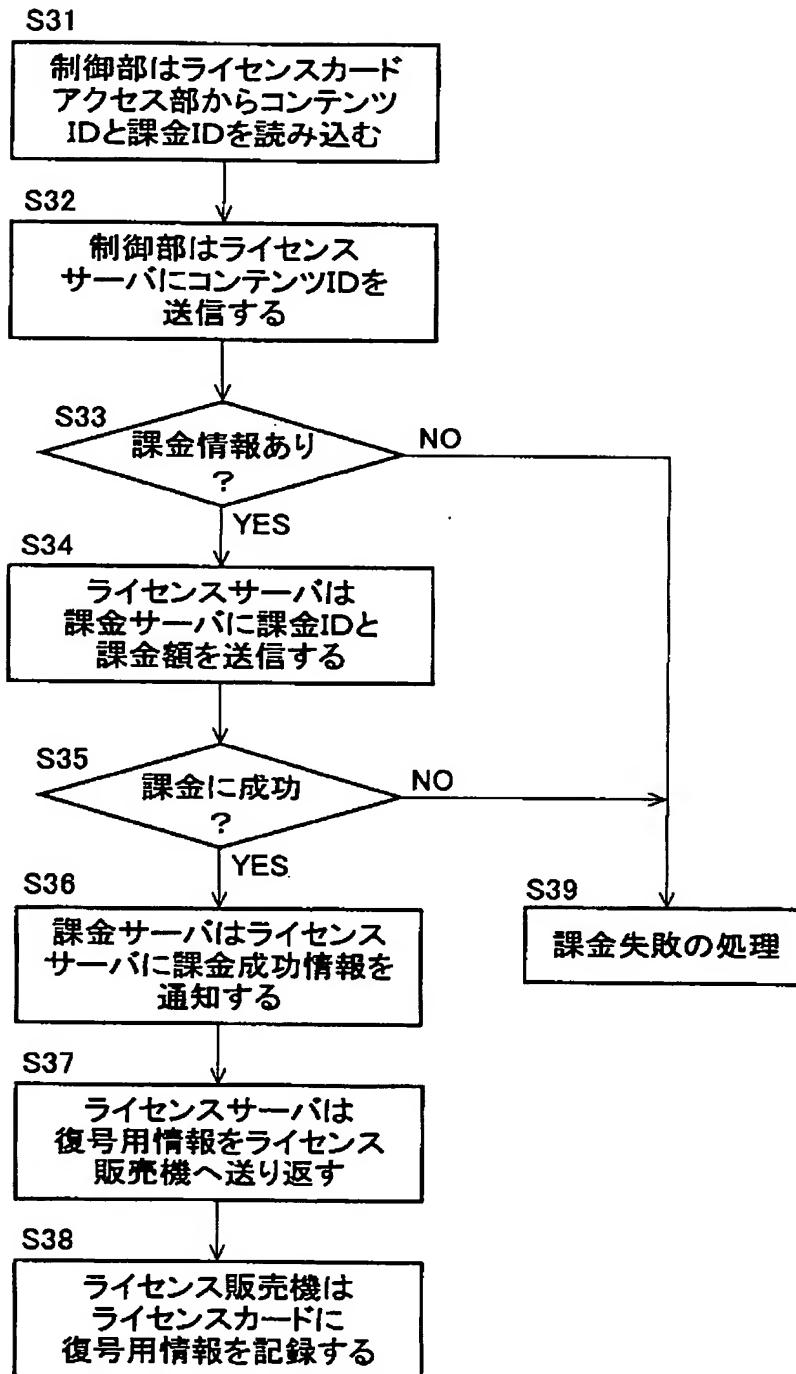 S31
制御部はライセンスカード
アクセス部からコンテンツ
IDと課金IDを読み込む
S32
制御部はライセンス
サーバにコンテンツIDを
送信する
S33
課金情報あり
?
NO
YES
S34
ライセンスサーバは
課金サーバに課金IDと
課金額を送信する
S35
課金に成功
?
NO
YES
S36
課金サーバはライセンス
サーバに課金成功情報を
通知する
S39
課金失敗の処理
S37
ライセンスサーバは
復号用情報をライセンス
販売機へ送り返す
S38
ライセンス販売機は
ライセンスカードに
復号用情報を記録する